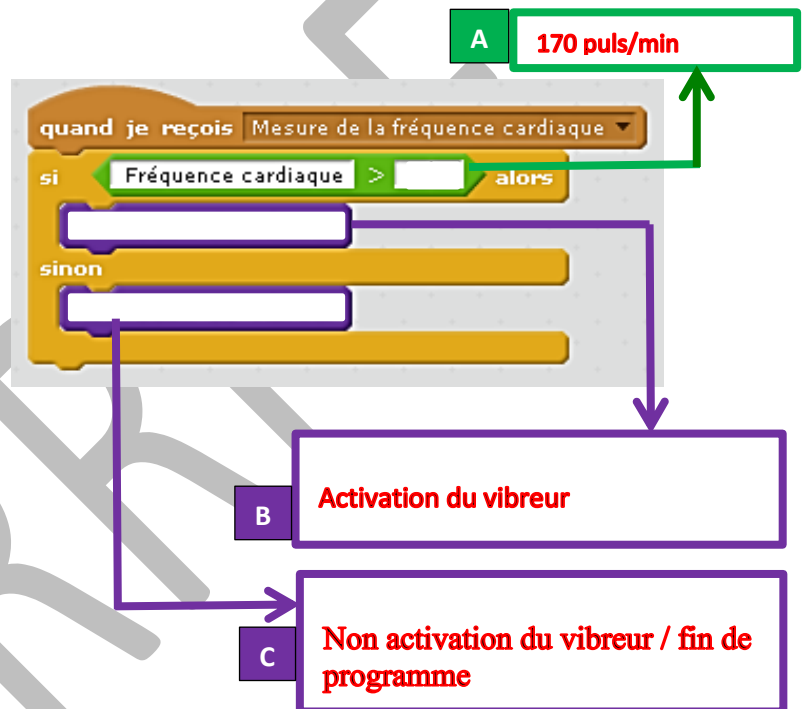 A
170 puls/min
quand je reçois Mesure de la fréquence cardiaque
si Fréquence cardiaque > alors
sinon
B
Activation du vibreur
C
Non activation du vibreur / fin de
programme